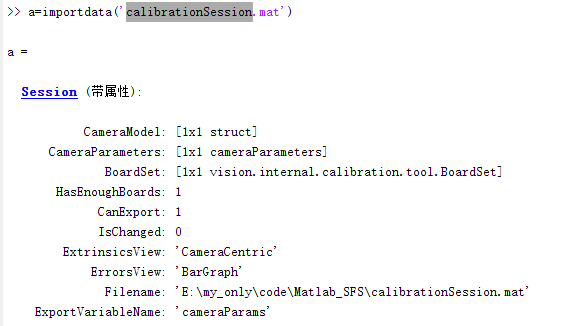 >> a=importdata('calibrationSession.mat')
a =
Session (带属性):
CameraModel: [1x1 struct]
CameraParameters: [1x1 cameraParameters]
BoardSet: [1x1 vision.internal.calibration.tool.BoardSet]
HasEnoughBoards: 1
CanExport: 1
IsChanged: 0
ExtrinsicsView: 'CameraCentric'
ErrorsView: 'BarGraph'
Filename: 'E:\my_only\code\Matlab_SFS\calibrationSession.mat'
ExportVariableName: 'cameraParams'